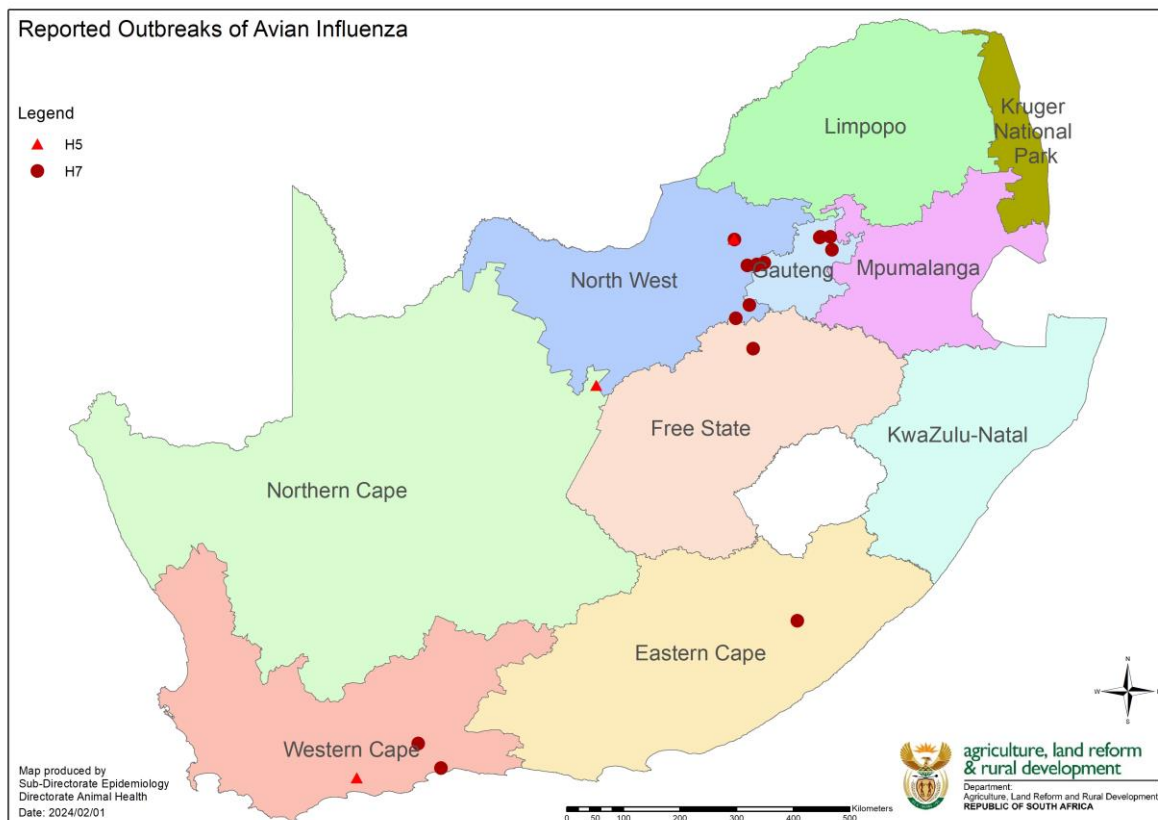 Reported Outbreaks of Avian Influenza
Legend
H5
H7
Limpopo
Kruger
National
Park
North West
Gauteng
Mpumalanga
Free State
KwaZulu-Natal
Northern Cape
Eastern Cape
Western Cape
N
W
E
S
Map produced by
Sub-Directorate Epidemiology
Directorate Animal Health
Date: 2024/02/01
Kilometers
0 50 100 200 300 400 500
agriculture, land reform
& rural development
Department:
Agriculture, Land Reform and Rural Development
REPUBLIC OF SOUTH AFRICA